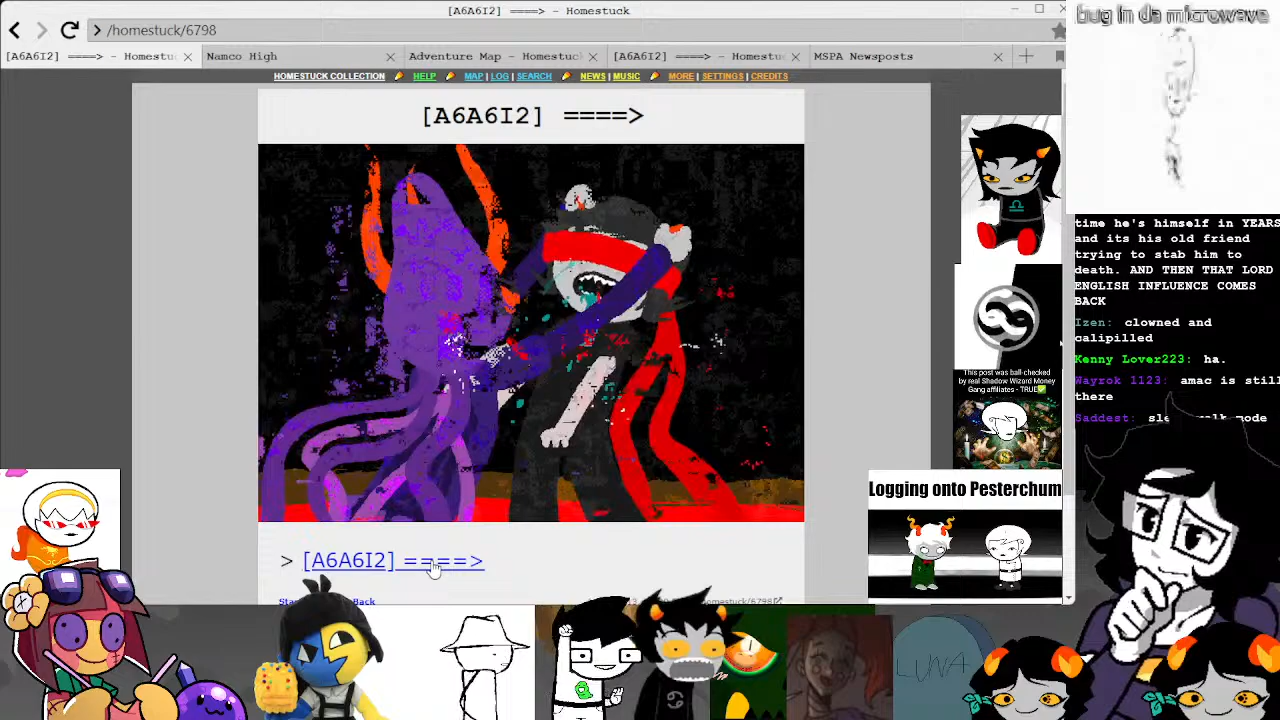 [A6A6I2] ====> - Homestuck
bug in da microwave
> /homestuck/6798
[A6A6I2] ====> - Homestuc
Namco High
Adventure Map - Homestuck
[A6A6I2] ====> - Homestuc
MSPA Newsposts
HOMESTUCK COLLECTION HELP MAP | LOG | SEARCH NEWS | MUSIC MORE | SETTINGS | CREDITS
[A6A6I2] ====>
time he's himself in YEARS
and its his old friend
trying to stab him to
death. AND THEN THAT LORD
ENGLISH INFLUENCE COMES
BACK
Izen: clowned and
calipilled
Kenny Lover223: ha.
Wayrok 1123: amac is still
there
Saddest:
mode
This post was ball-checked
by real Shadow Wizard Money
Gang affiliates - TRUE✅
Logging onto Pesterchum
> [A6A6I2] ====>
Back
homestuck/6798
LUNA